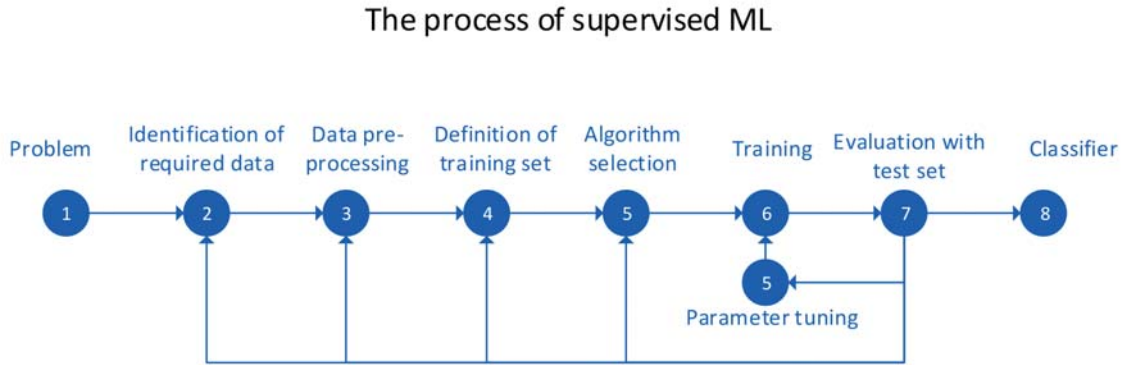 The process of supervised ML
Problem
Identification of
required data
Data pre-
processing
Definition of
training set
Algorithm
selection
Training
Evaluation with
test set
Classifier
1
2
3
4
5
6
7
8
5
Parameter tuning